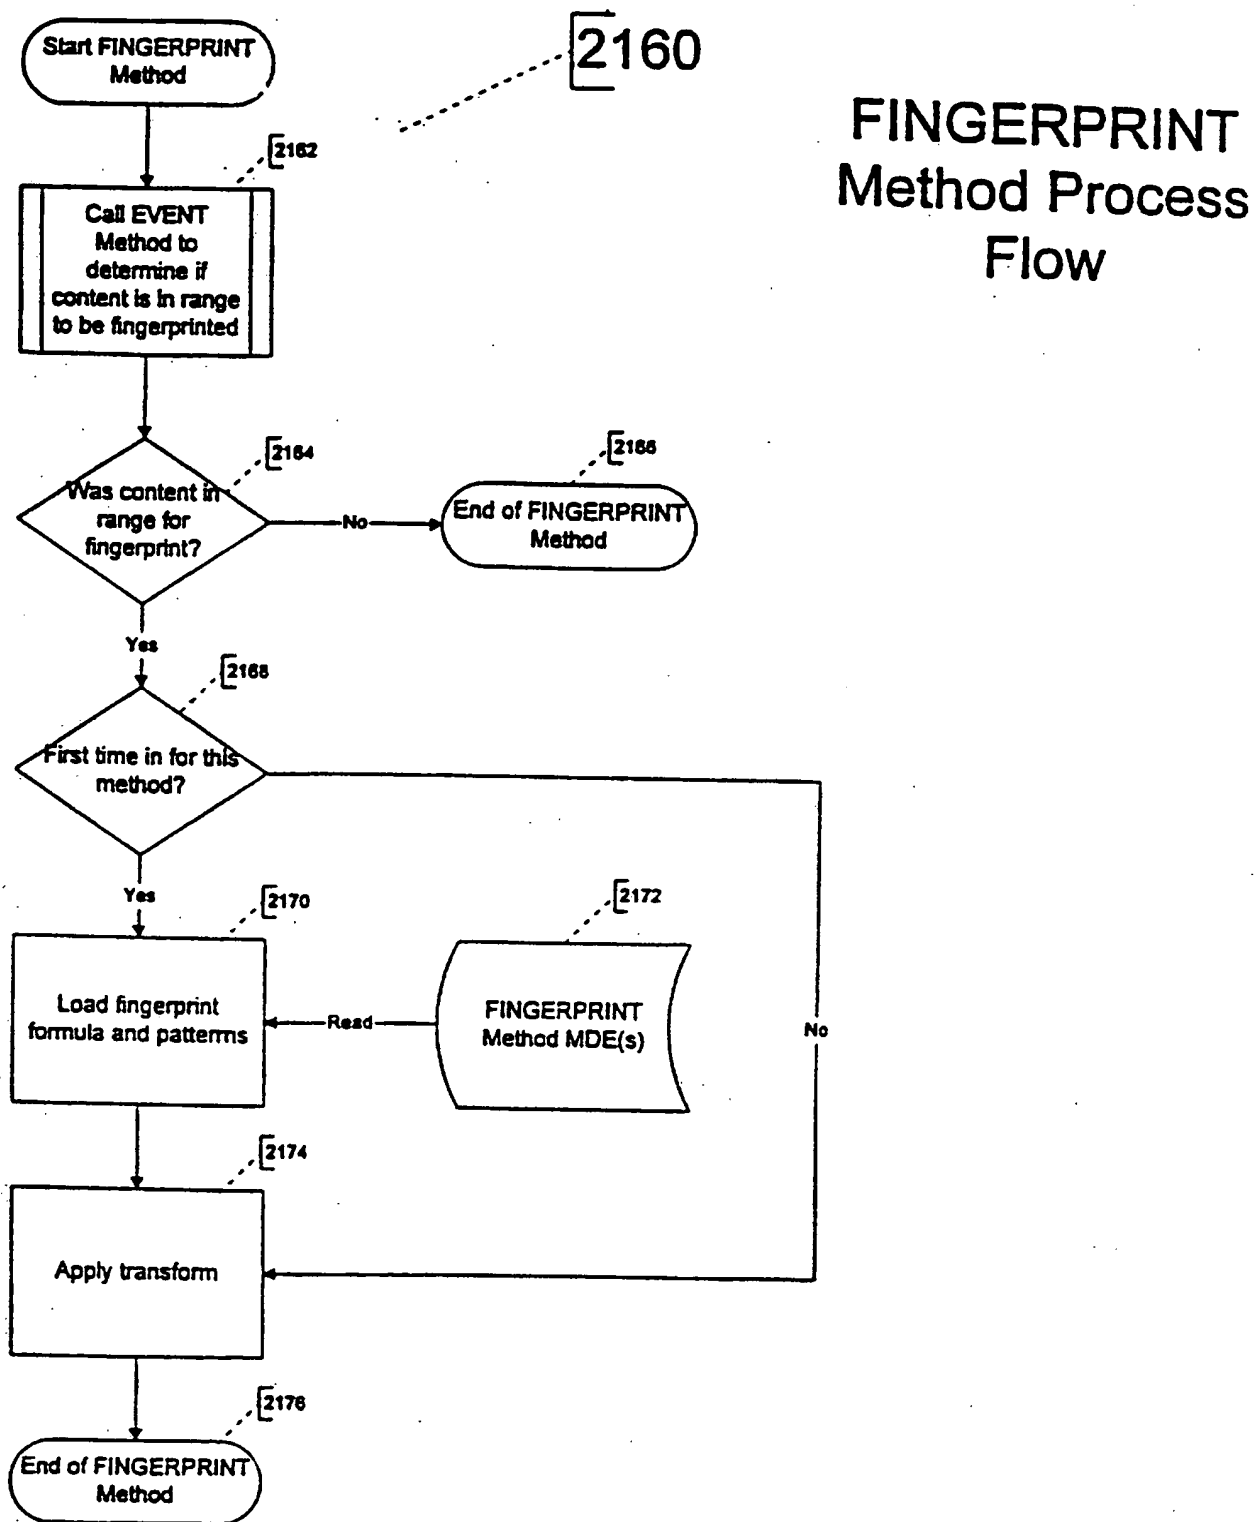 Start FINGERPRINT
Method
2160
FINGERPRINT
Method Process
Flow
2162
Call EVENT
Method to
determine if
content is in range
to be fingerprinted
2164
Was content in
range for
fingerprint?
No
2166
End of FINGERPRINT
Method
Yes
2168
First time in for this
method?
Yes
2170
Load fingerprint
formula and patterns
Read
2172
FINGERPRINT
Method MDE(s)
No
2174
Apply transform
2176
End of FINGERPRINT
Method